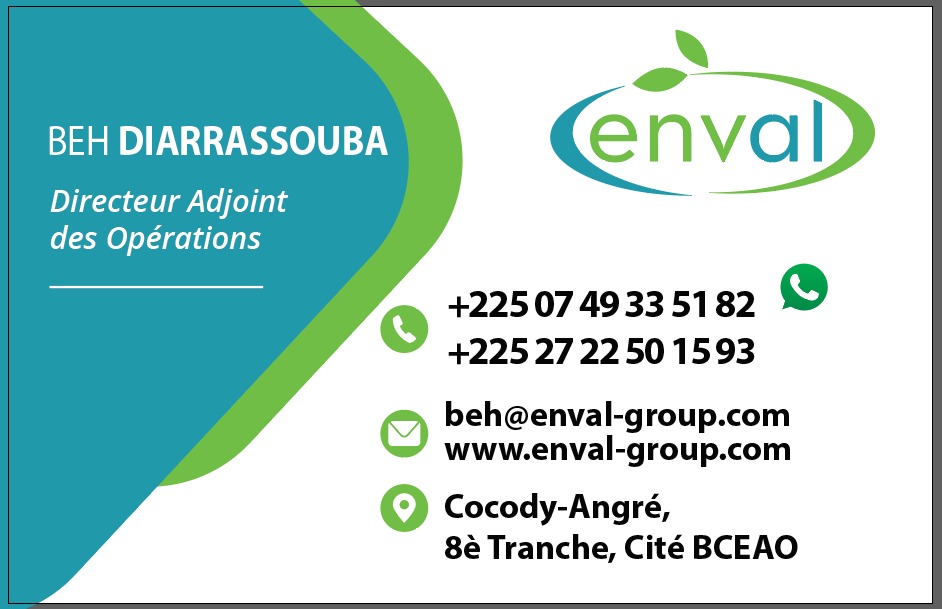 BEH DIARRASSOUBA
Directeur Adjoint
des Opérations
enval
+225 07 49 33 51 82
+225 27 22 50 15 93
beh@enval-group.com
www.enval-group.com
Cocody-Angré,
8è Tranche, Cité BCEAO